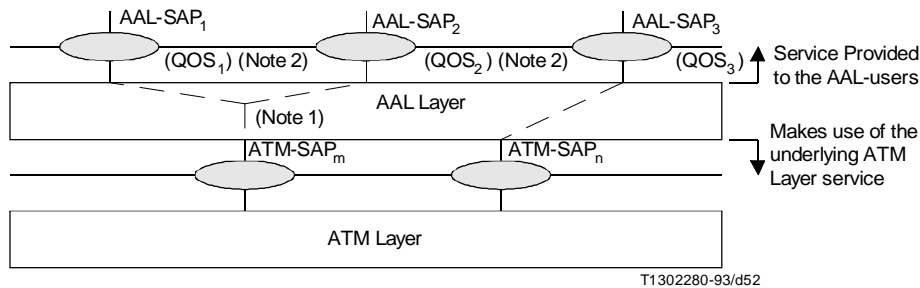 AAL-SAP1 AAL-SAP2 AAL-SAP3
(QOS1) (Note 2) (QOS2) (Note 2) (QOS3)
Service Provided
to the AAL-users
AAL Layer
(Note 1)
ATM-SAPm ATM-SAPn
Makes use of the
underlying ATM
Layer service
ATM Layer
T1302280-93/d52